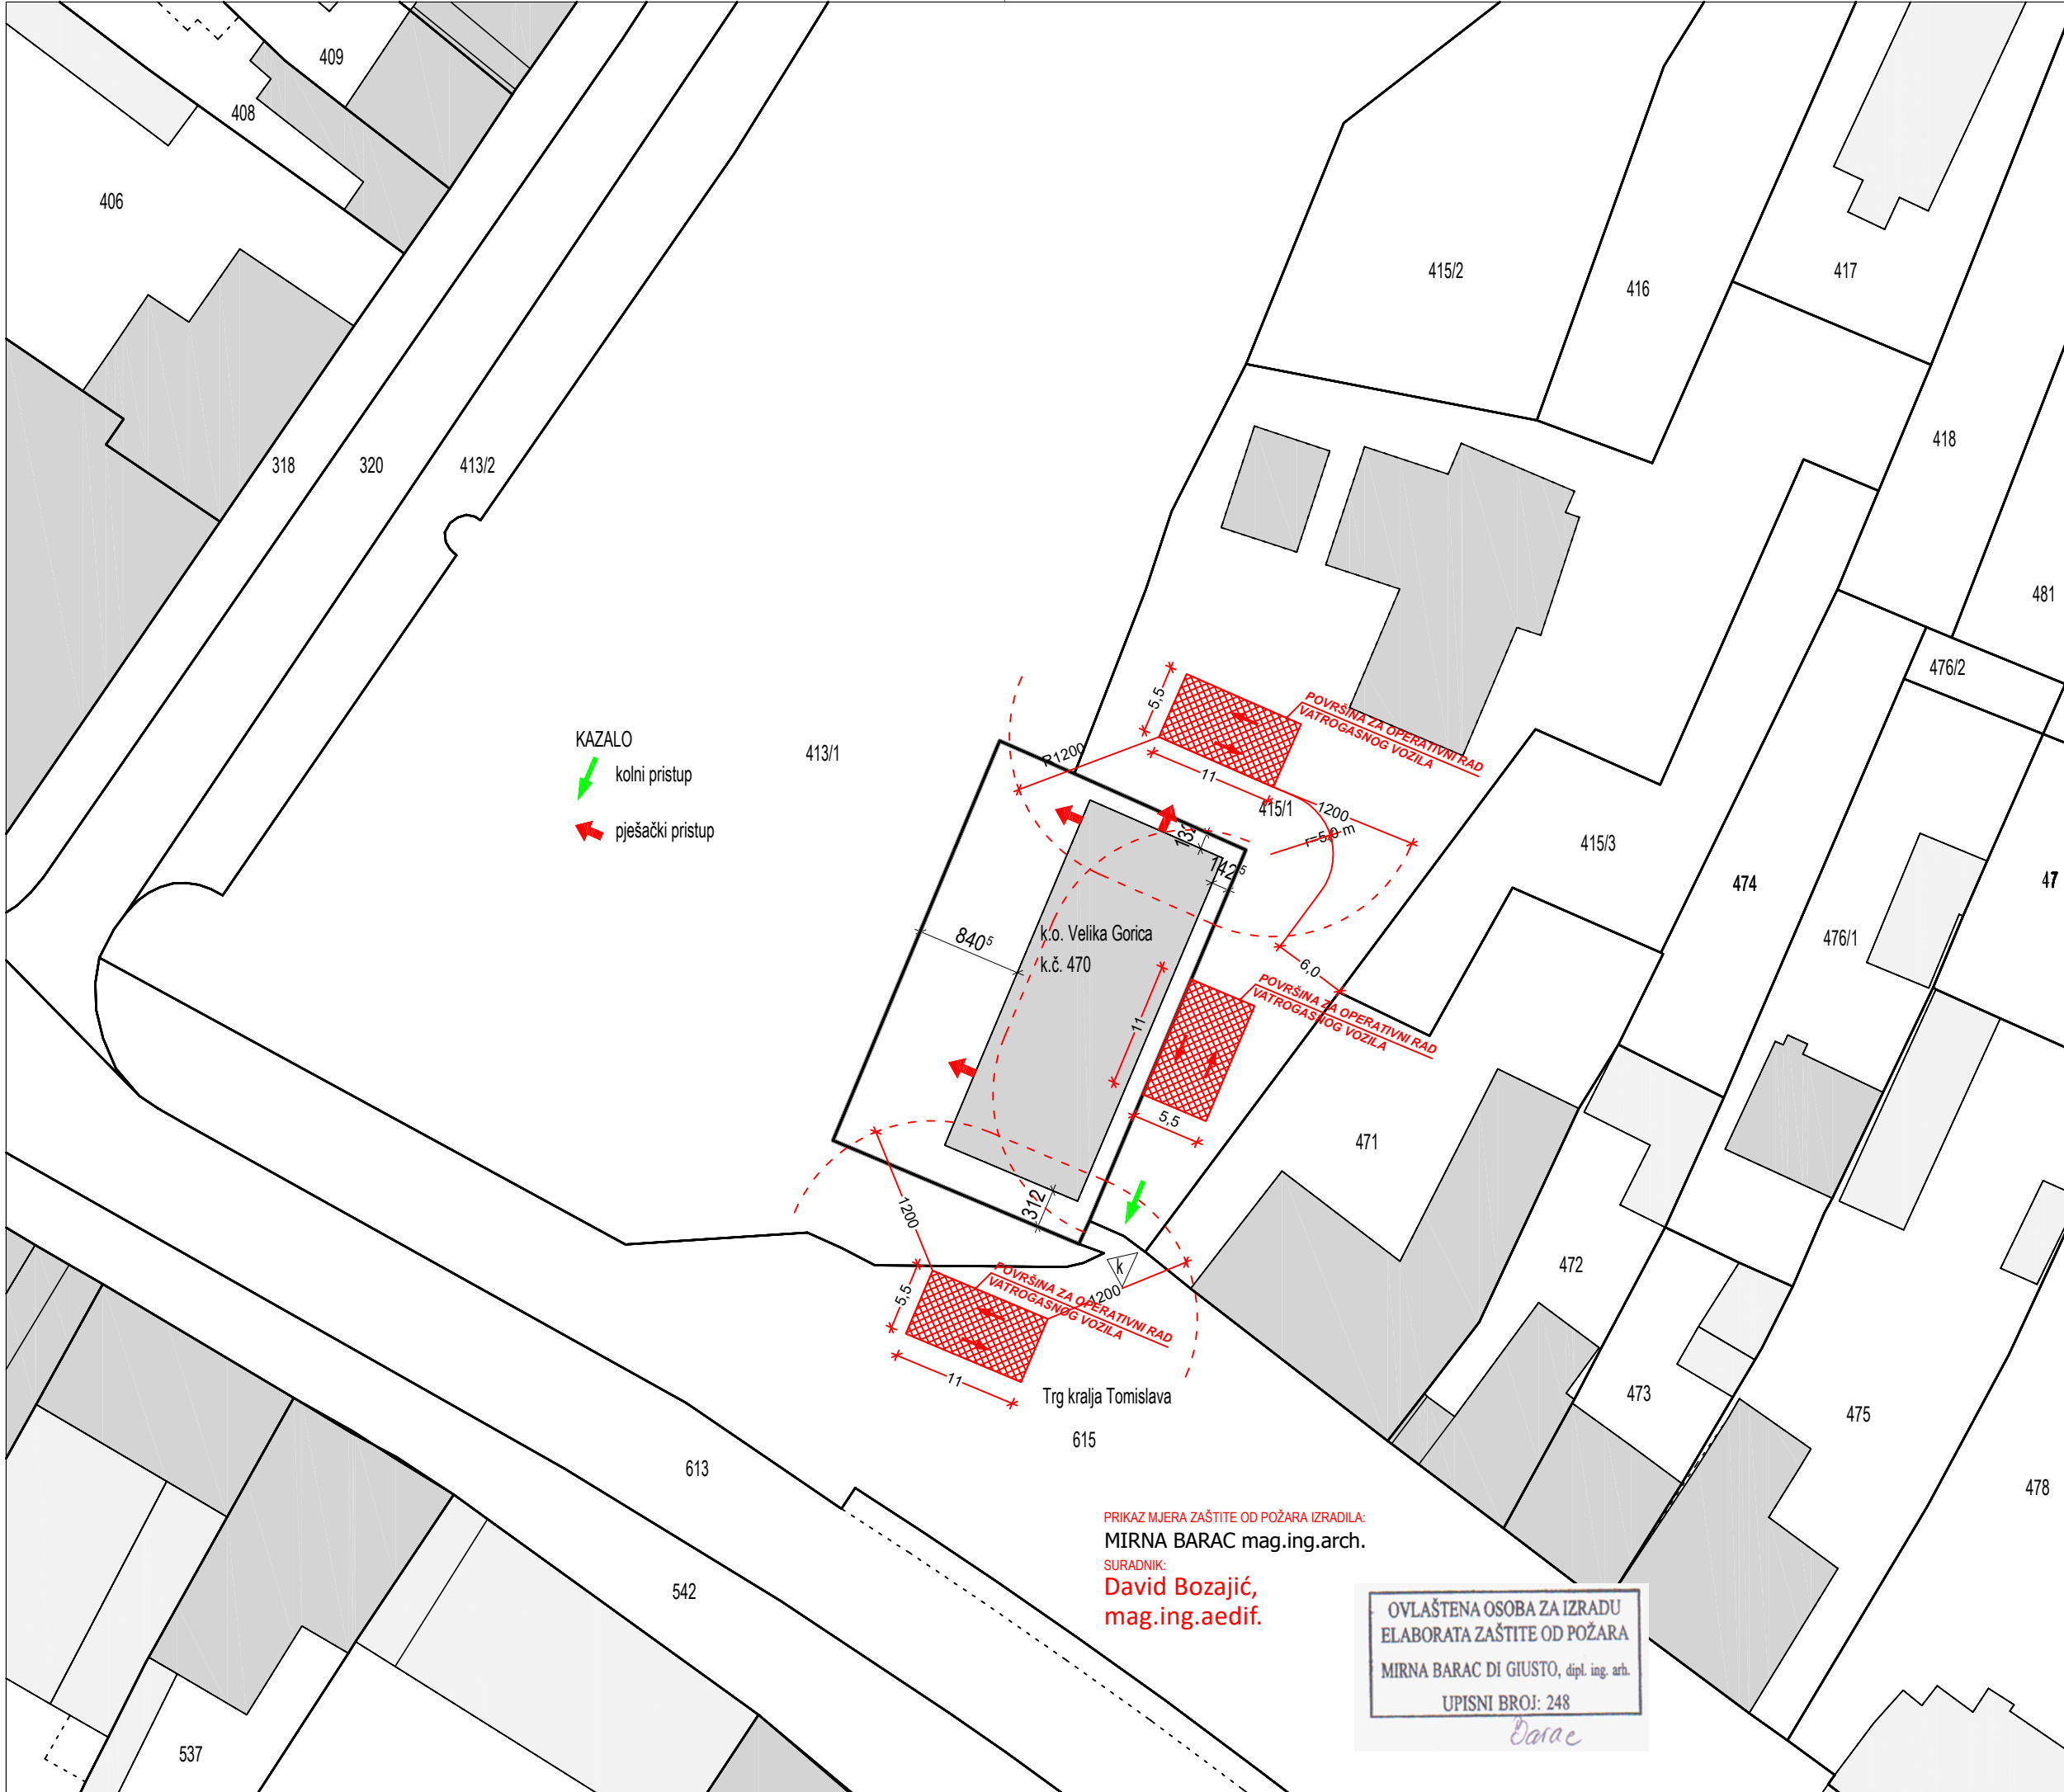 409
408
406
415/2
416
417
418
318
320
413/2
481
476/2
KAZALO
kolni pristup
pješački pristup
413/1
5,5
POVRŠINA ZA OPERATIVNI RAD
VATROGASNOG VOZILA
R1200
11
415/1
1200
r=5,0 m
132
142⁵
415/3
474
47
476/1
840⁵
k.o. Velika Gorica
k.č. 470
6,0
POVRŠINA ZA OPERATIVNI RAD
VATROGASNOG VOZILA
11
5,5
471
312
1200
k
472
POVRŠINA ZA OPERATIVNI RAD
VATROGASNOG VOZILA
1200
5,5
11
Trg kralja Tomislava
615
473
475
478
613
542
537
PRIKAZ MJERA ZAŠTITE OD POŽARA IZRADILA:
MIRNA BARAC mag.ing.arch.
SURADNIK:
David Bozajić,
mag.ing.aedif.
OVLAŠTENA OSOBA ZA IZRADU
ELABORATA ZAŠTITE OD POŽARA
MIRNA BARAC DI GIUSTO, dipl. ing. arh.
UPISNI BROJ: 248
Barac